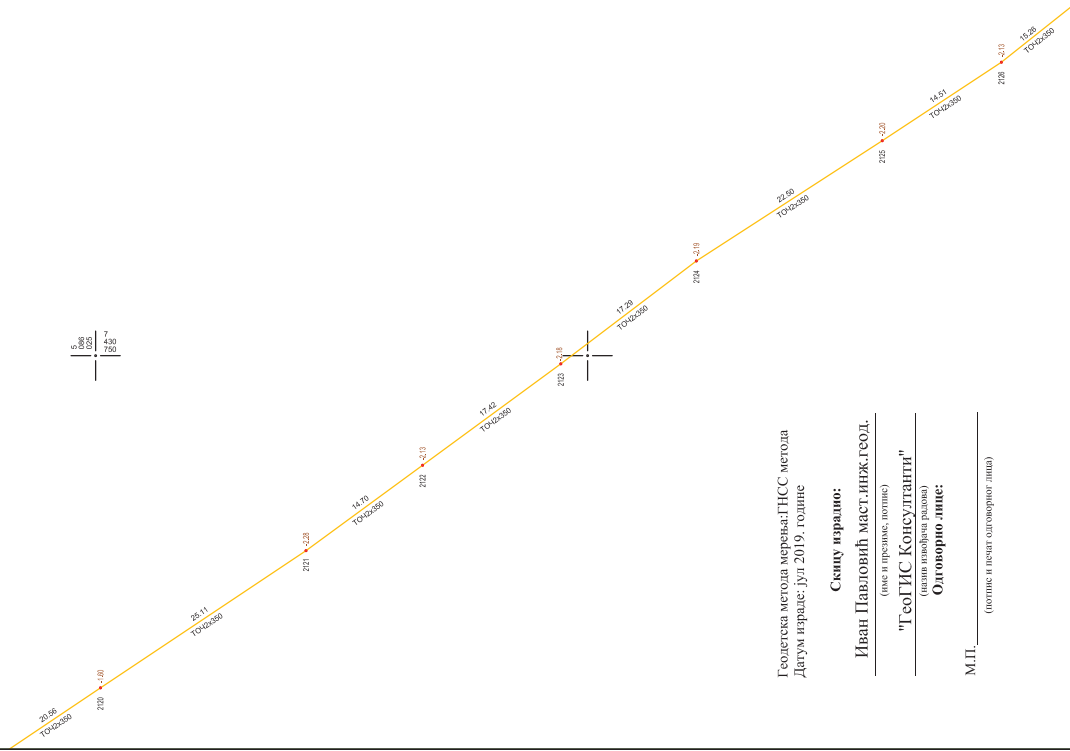 15.26
ТОЧ2x350
-2.13
2126
14.51
ТОЧ2x350
-2.20
2125
22.50
ТОЧ2x350
-2.19
2124
17.29
ТОЧ2x350
5
086
025
7
430
750
-2.18
2123
17.42
ТОЧ2x350
-2.13
2122
14.70
ТОЧ2x350
-2.28
2121
25.11
ТОЧ2x350
-1.80
2120
20.56
ТОЧ2x350
Геодетска метода мерења:ГНСС метода
Датум израде: јул 2019. године
Скицу израдио:
Иван Павловић маст.инж.геод.
(име и презиме, потпис)
"ГеоГИС Консултанти"
(назив извођача радова)
Одговорно лице:
М.П.
(потпис и печат одговорног лица)